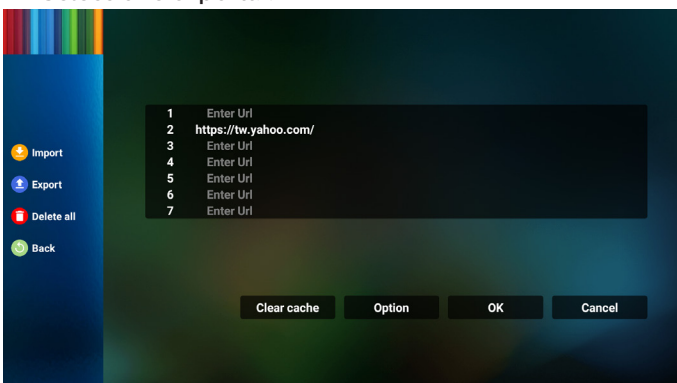 Import
Export
Delete all
Back
1 Enter Url
2 https://tw.yahoo.com/
3 Enter Url
4 Enter Url
5 Enter Url
6 Enter Url
7 Enter Url
Clear cache Option OK Cancel